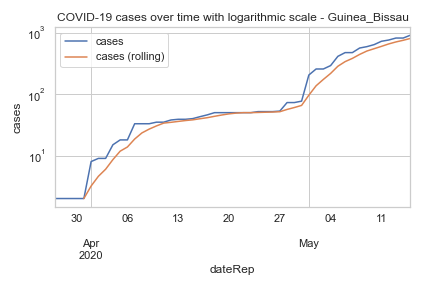 COVID-19 cases over time with logarithmic scale - Guinea_Bissau
cases
cases (rolling)
10³
10²
10¹
cases
30 06 13 20 27 04 11
Apr May
2020
dateRep